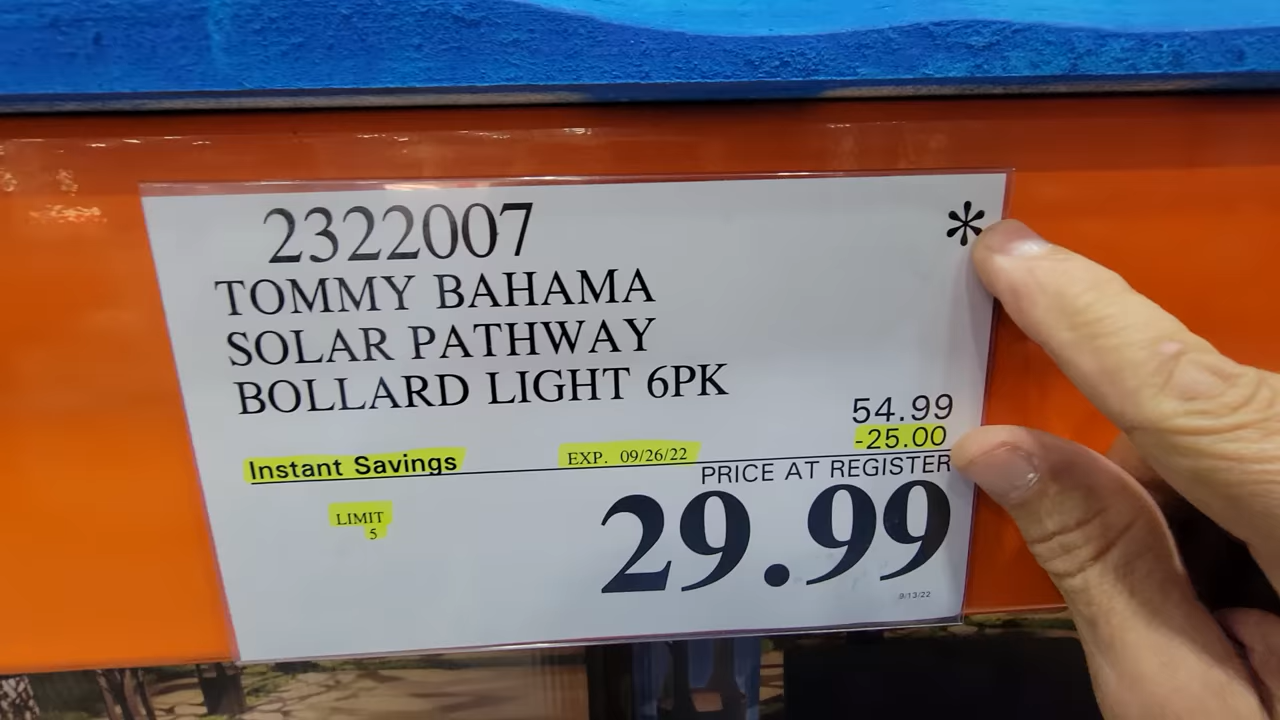 2322007 *
TOMMY BAHAMA
SOLAR PATHWAY
BOLLARD LIGHT 6PK
54.99
-25.00
Instant Savings EXP. 09/26/22
PRICE AT REGISTER
LIMIT
5
29.99
9/13/22